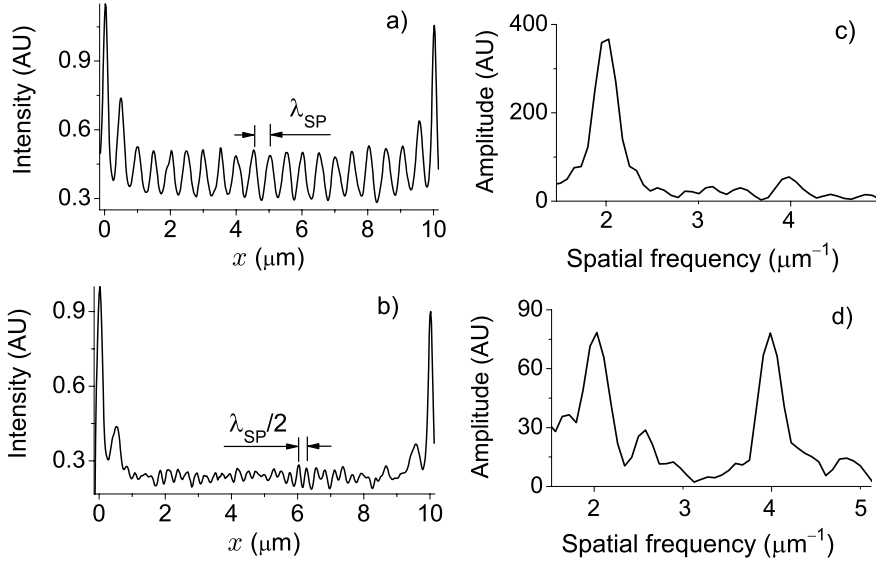 a)
λSP
Intensity (AU)
0.9
0.6
0.3
0 2 4 6 8 10
x (μm)
c)
Amplitude (AU)
400
200
0
2 3 4
Spatial frequency (μm⁻¹)
b)
λSP/2
Intensity (AU)
0.9
0.6
0.3
0 2 4 6 8 10
x (μm)
d)
Amplitude (AU)
90
60
30
0
2 3 4 5
Spatial frequency (μm⁻¹)